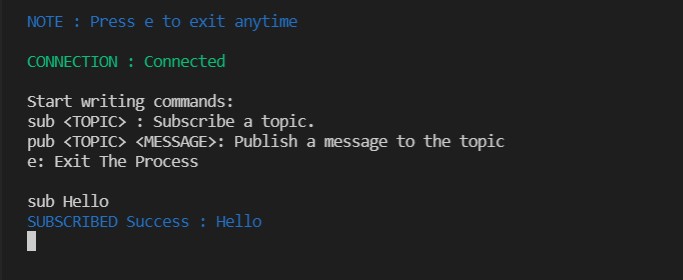 NOTE : Press e to exit anytime
CONNECTION : Connected
Start writing commands:
sub <TOPIC> : Subscribe a topic.
pub <TOPIC> <MESSAGE>: Publish a message to the topic
e: Exit The Process
sub Hello
SUBSCRIBED Success : Hello